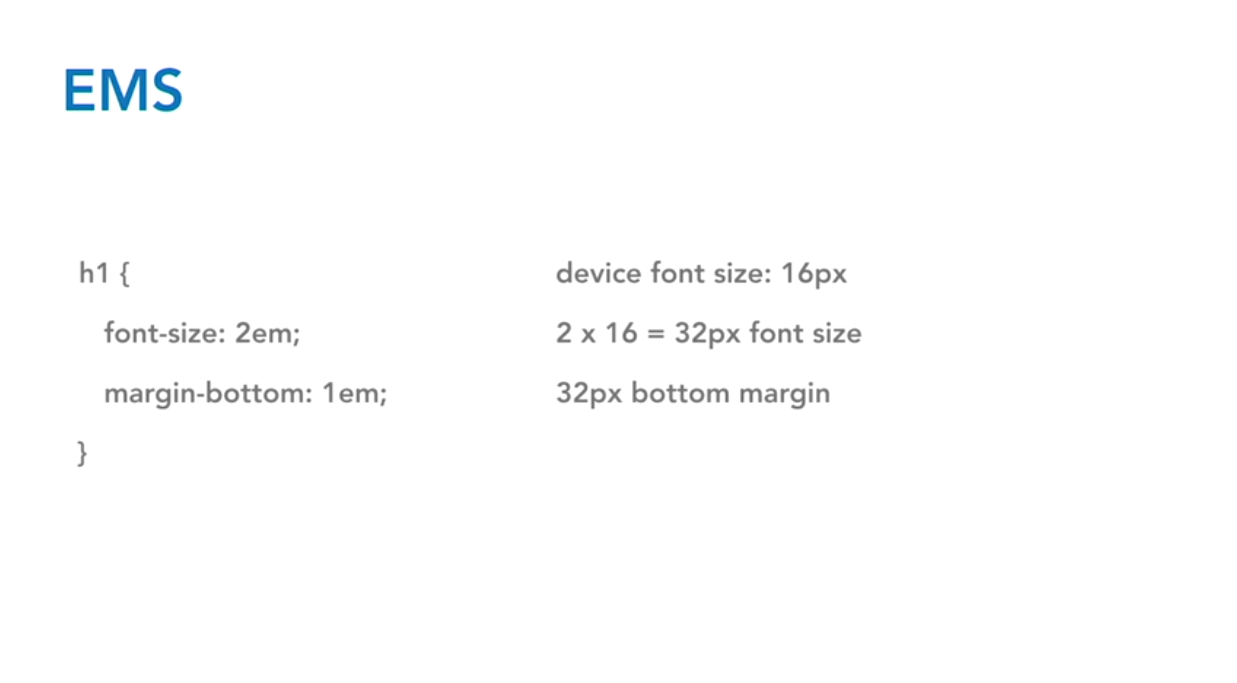 EMS
h1 {
font-size: 2em;
margin-bottom: 1em;
}
device font size: 16px
2 x 16 = 32px font size
32px bottom margin